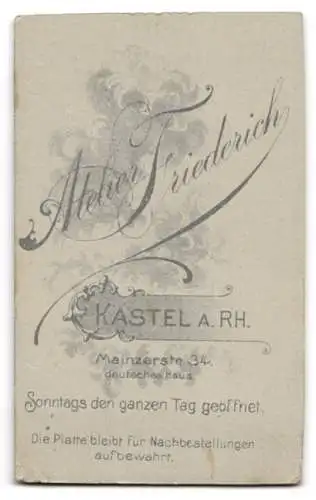 Atelier Friederich
KASTEL A. RH.
Mainzerstr. 34.
deutsches Haus
Sonntags den ganzen Tag geöffnet.
Die Platte bleibt für Nachbestellungen
aufbewahrt.